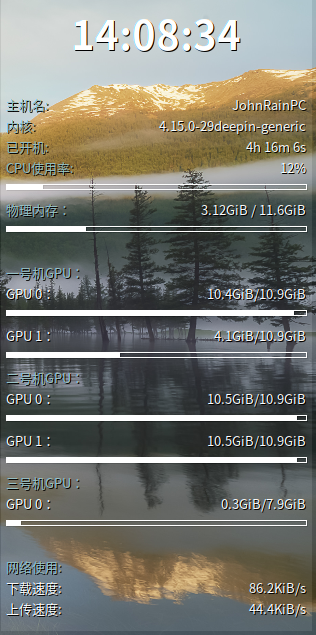 14:08:34
主机名: JohnRainPC
内核: 4.15.0-29deepin-generic
已开机: 4h 16m 6s
CPU使用率: 12%
物理内存： 3.12GiB / 11.6GiB
一号机GPU：
GPU 0： 10.4GiB/10.9GiB
GPU 1： 4.1GiB/10.9GiB
二号机GPU：
GPU 0： 10.5GiB/10.9GiB
GPU 1： 10.5GiB/10.9GiB
三号机GPU：
GPU 0： 0.3GiB/7.9GiB
网络使用:
下载速度: 86.2KiB/s
上传速度: 44.4KiB/s